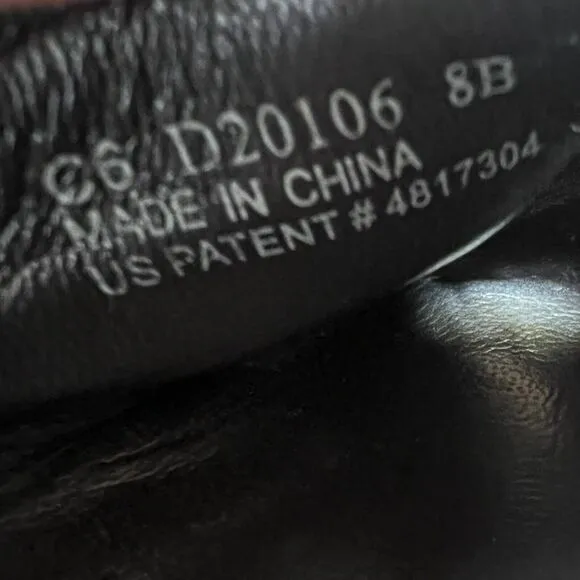 C6 D20106 8B
MADE IN CHINA
US PATENT # 4817304